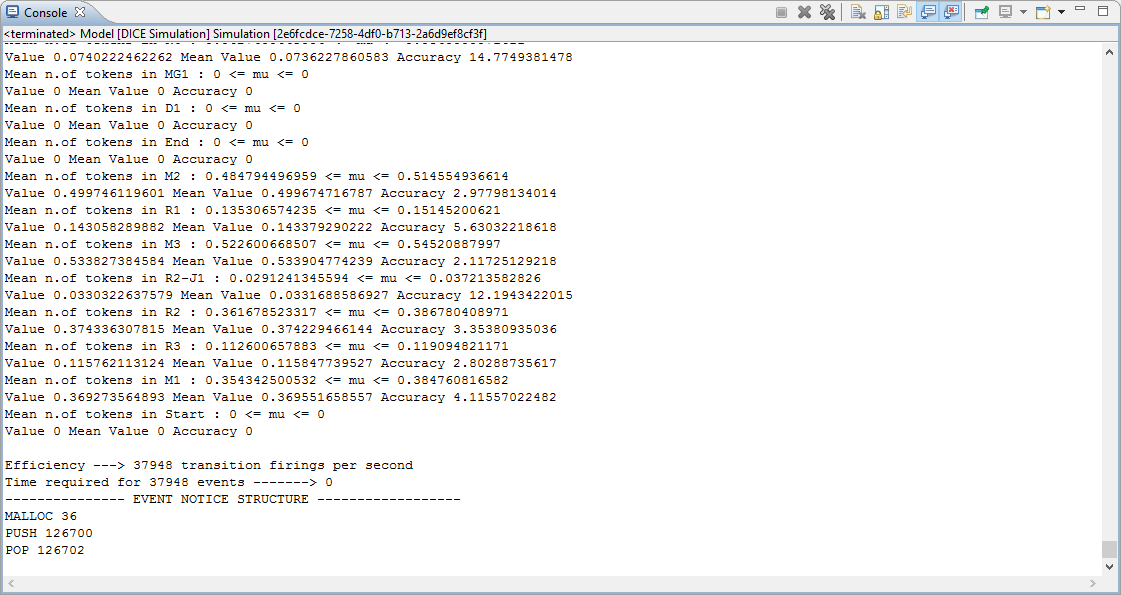 Console
<terminated> Model [DICE Simulation] Simulation [2e6fcdce-7258-4df0-b713-2a6d9ef8cf3f]
Value 0.0740222462262 Mean Value 0.0736227860583 Accuracy 14.7749381478
Mean n.of tokens in MG1 : 0 <= mu <= 0
Value 0 Mean Value 0 Accuracy 0
Mean n.of tokens in D1 : 0 <= mu <= 0
Value 0 Mean Value 0 Accuracy 0
Mean n.of tokens in End : 0 <= mu <= 0
Value 0 Mean Value 0 Accuracy 0
Mean n.of tokens in M2 : 0.484794496959 <= mu <= 0.514554936614
Value 0.499746119601 Mean Value 0.499674716787 Accuracy 2.97798134014
Mean n.of tokens in R1 : 0.135306574235 <= mu <= 0.15145200621
Value 0.143058289882 Mean Value 0.143379290222 Accuracy 5.63032218618
Mean n.of tokens in M3 : 0.522600668507 <= mu <= 0.54520887997
Value 0.533827384584 Mean Value 0.533904774239 Accuracy 2.11725129218
Mean n.of tokens in R2-J1 : 0.0291241345594 <= mu <= 0.037213582826
Value 0.0330322637579 Mean Value 0.0331688586927 Accuracy 12.1943422015
Mean n.of tokens in R2 : 0.361678523317 <= mu <= 0.386780408971
Value 0.374336307815 Mean Value 0.374229466144 Accuracy 3.35380935036
Mean n.of tokens in R3 : 0.112600657883 <= mu <= 0.119094821171
Value 0.115762113124 Mean Value 0.115847739527 Accuracy 2.80288735617
Mean n.of tokens in M1 : 0.354342500532 <= mu <= 0.384760816582
Value 0.369273564893 Mean Value 0.369551658557 Accuracy 4.11557022482
Mean n.of tokens in Start : 0 <= mu <= 0
Value 0 Mean Value 0 Accuracy 0
Efficiency ---> 37948 transition firings per second
Time required for 37948 events -------> 0
--------------- EVENT NOTICE STRUCTURE ------------------
MALLOC 36
PUSH 126700
POP 126702